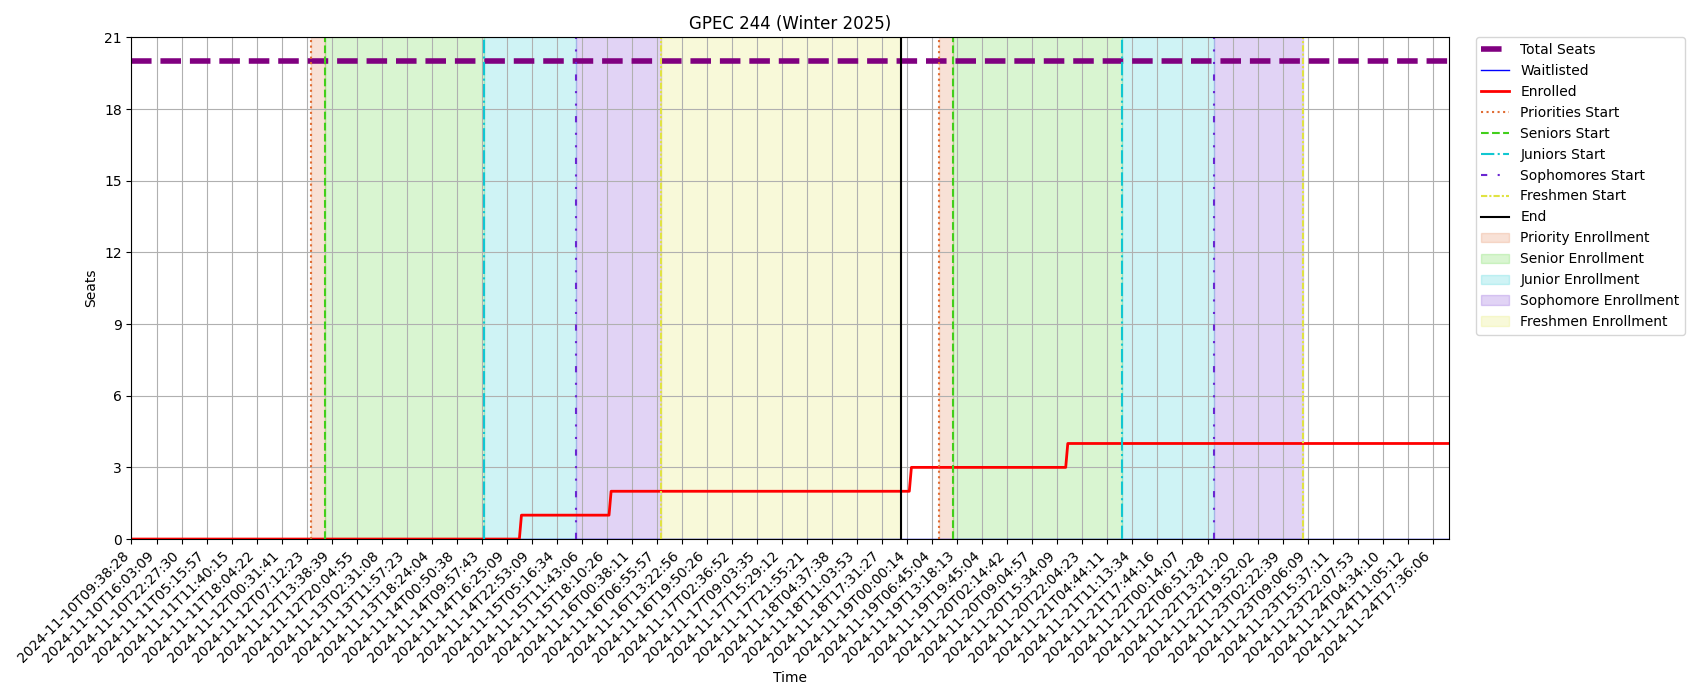 GPEC 244 (Winter 2025)
21
18
15
12
9
6
3
0
Seats
2024-11-10T09:38:28
2024-11-10T16:03:09
2024-11-10T22:27:30
2024-11-11T05:15:57
2024-11-11T11:40:15
2024-11-11T18:04:22
2024-11-12T00:31:41
2024-11-12T07:12:23
2024-11-12T13:38:39
2024-11-12T20:04:55
2024-11-13T02:31:08
2024-11-13T11:57:23
2024-11-13T18:24:04
2024-11-14T00:50:38
2024-11-14T09:57:43
2024-11-14T16:25:09
2024-11-14T22:53:09
2024-11-15T05:16:34
2024-11-15T11:43:06
2024-11-15T18:10:26
2024-11-16T00:38:11
2024-11-16T06:55:57
2024-11-16T13:22:56
2024-11-16T19:50:26
2024-11-17T02:36:52
2024-11-17T09:03:35
2024-11-17T15:29:12
2024-11-17T21:55:21
2024-11-18T04:37:38
2024-11-18T11:03:53
2024-11-18T17:31:27
2024-11-19T00:00:14
2024-11-19T06:45:04
2024-11-19T13:18:13
2024-11-19T19:45:04
2024-11-20T02:14:42
2024-11-20T09:04:57
2024-11-20T15:34:09
2024-11-20T22:04:23
2024-11-21T04:44:11
2024-11-21T11:13:34
2024-11-21T17:44:16
2024-11-22T00:14:07
2024-11-22T06:51:28
2024-11-22T13:21:20
2024-11-22T19:52:02
2024-11-23T02:22:39
2024-11-23T09:06:09
2024-11-23T15:37:11
2024-11-23T22:07:53
2024-11-24T04:34:10
2024-11-24T11:05:12
2024-11-24T17:36:06
Time
Total Seats
Waitlisted
Enrolled
Priorities Start
Seniors Start
Juniors Start
Sophomores Start
Freshmen Start
End
Priority Enrollment
Senior Enrollment
Junior Enrollment
Sophomore Enrollment
Freshmen Enrollment